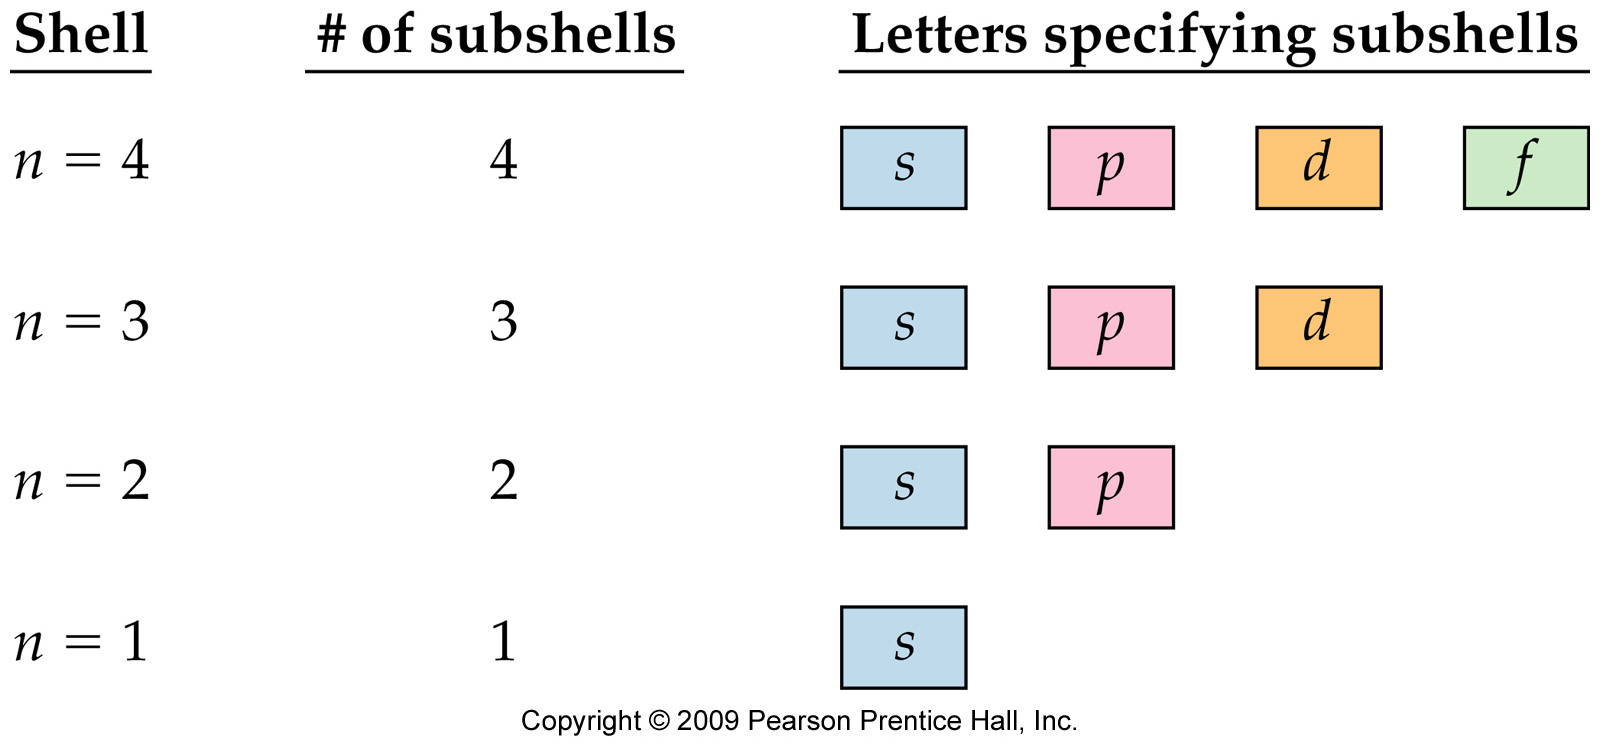 Shell # of subshells Letters specifying subshells
n = 4 4 s p d f
n = 3 3 s p d
n = 2 2 s p
n = 1 1 s
Copyright © 2009 Pearson Prentice Hall, Inc.